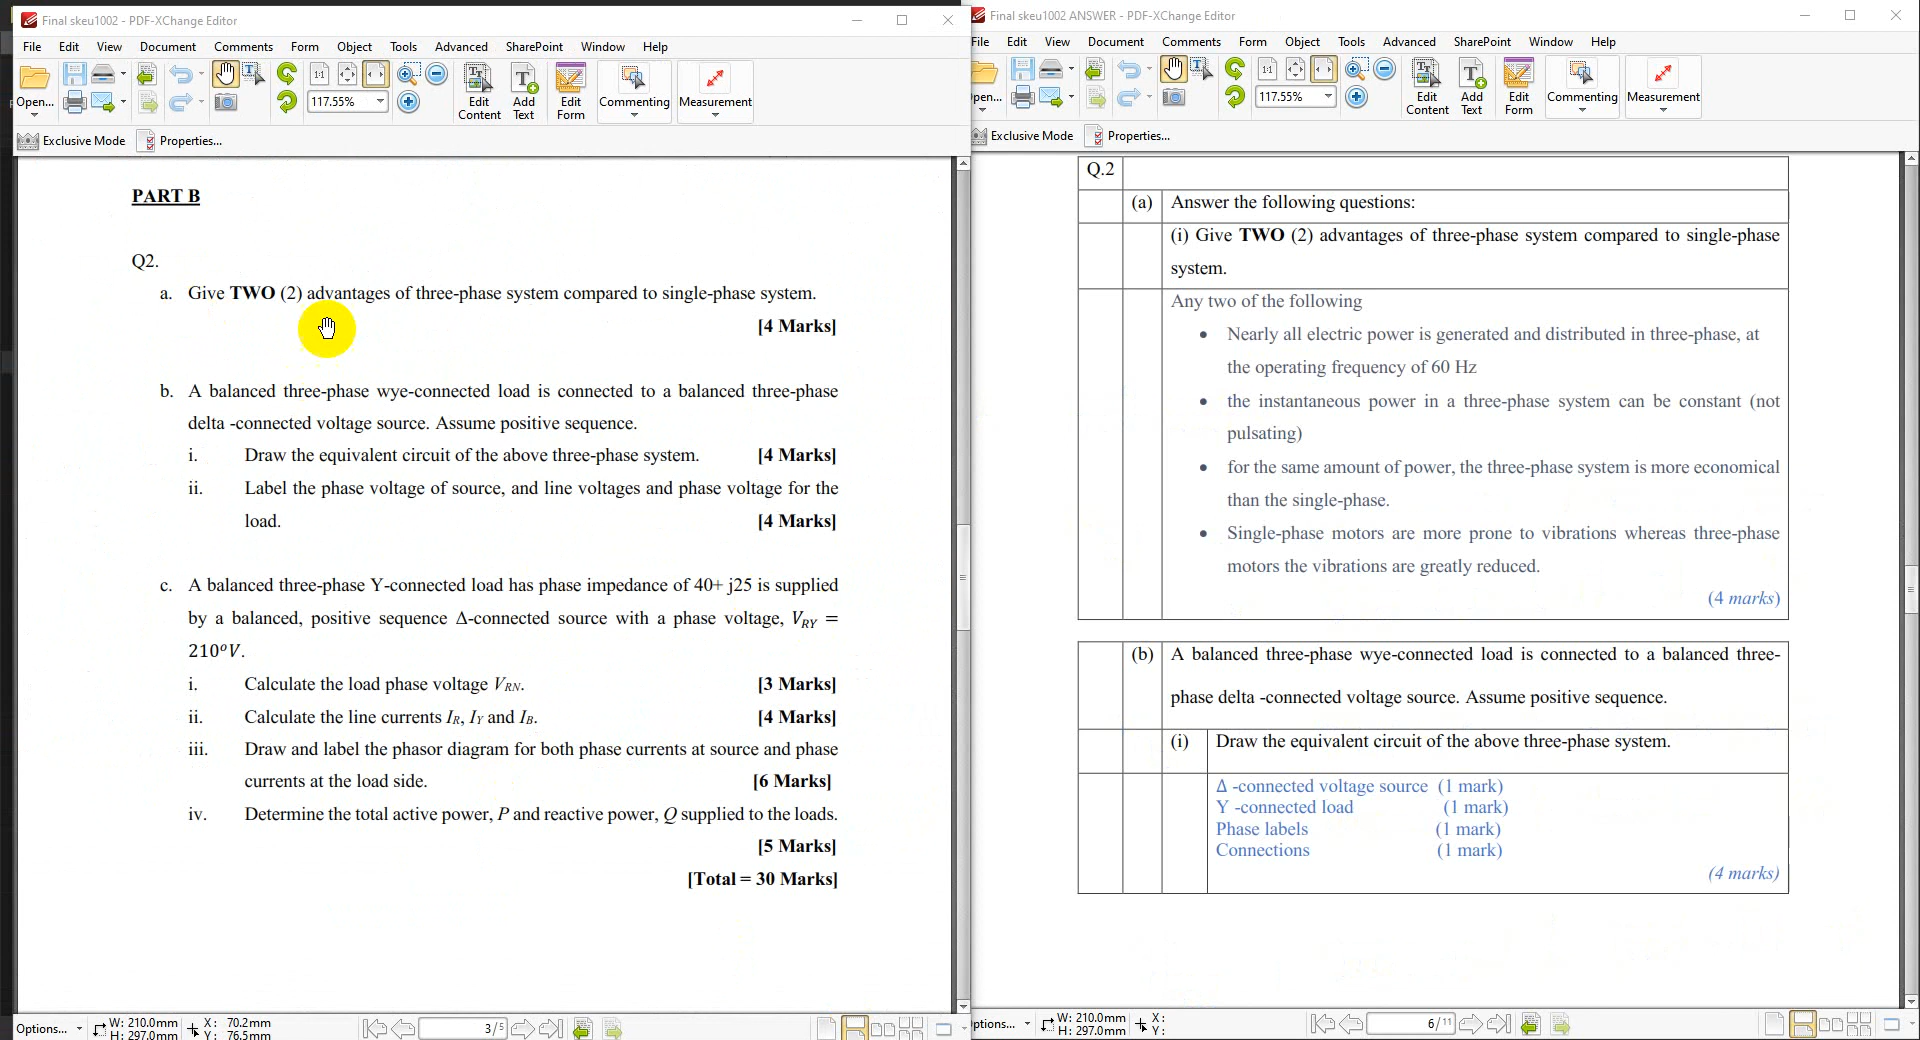 Final skeu1002 - PDF-XChange Editor
File Edit View Document Comments Form Object Tools Advanced SharePoint Window Help
Open...
117.55%
Edit Content
Add Text
Edit Form
Commenting
Measurement
Exclusive Mode
Properties...
PART B
Q2.
a. Give TWO (2) advantages of three-phase system compared to single-phase system.
[4 Marks]
b. A balanced three-phase wye-connected load is connected to a balanced three-phase
delta -connected voltage source. Assume positive sequence.
i. Draw the equivalent circuit of the above three-phase system. [4 Marks]
ii. Label the phase voltage of source, and line voltages and phase voltage for the
load. [4 Marks]
c. A balanced three-phase Y-connected load has phase impedance of 40+ j25 is supplied
by a balanced, positive sequence Δ-connected source with a phase voltage, V_RY =
210°V.
i. Calculate the load phase voltage V_RN. [3 Marks]
ii. Calculate the line currents I_R, I_Y and I_B. [4 Marks]
iii. Draw and label the phasor diagram for both phase currents at source and phase
currents at the load side. [6 Marks]
iv. Determine the total active power, P and reactive power, Q supplied to the loads.
[5 Marks]
[Total = 30 Marks]
Options... W: 210.0mm H: 297.0mm X: 70.2mm Y: 76.5mm 3/5
Final skeu1002 ANSWER - PDF-XChange Editor
File Edit View Document Comments Form Object Tools Advanced SharePoint Window Help
pen...
1:1
117.55%
Edit Content
Add Text
Edit Form
Commenting
Measurement
Exclusive Mode
Properties...
Q.2
(a) Answer the following questions:
(i) Give TWO (2) advantages of three-phase system compared to single-phase
system.
Any two of the following
• Nearly all electric power is generated and distributed in three-phase, at
the operating frequency of 60 Hz
• the instantaneous power in a three-phase system can be constant (not
pulsating)
• for the same amount of power, the three-phase system is more economical
than the single-phase.
• Single-phase motors are more prone to vibrations whereas three-phase
motors the vibrations are greatly reduced.
(4 marks)
(b) A balanced three-phase wye-connected load is connected to a balanced three-
phase delta -connected voltage source. Assume positive sequence.
(i) Draw the equivalent circuit of the above three-phase system.
Δ -connected voltage source (1 mark)
Y -connected load (1 mark)
Phase labels (1 mark)
Connections (1 mark)
(4 marks)
ptions... W: 210.0mm H: 297.0mm X: Y: 6/11